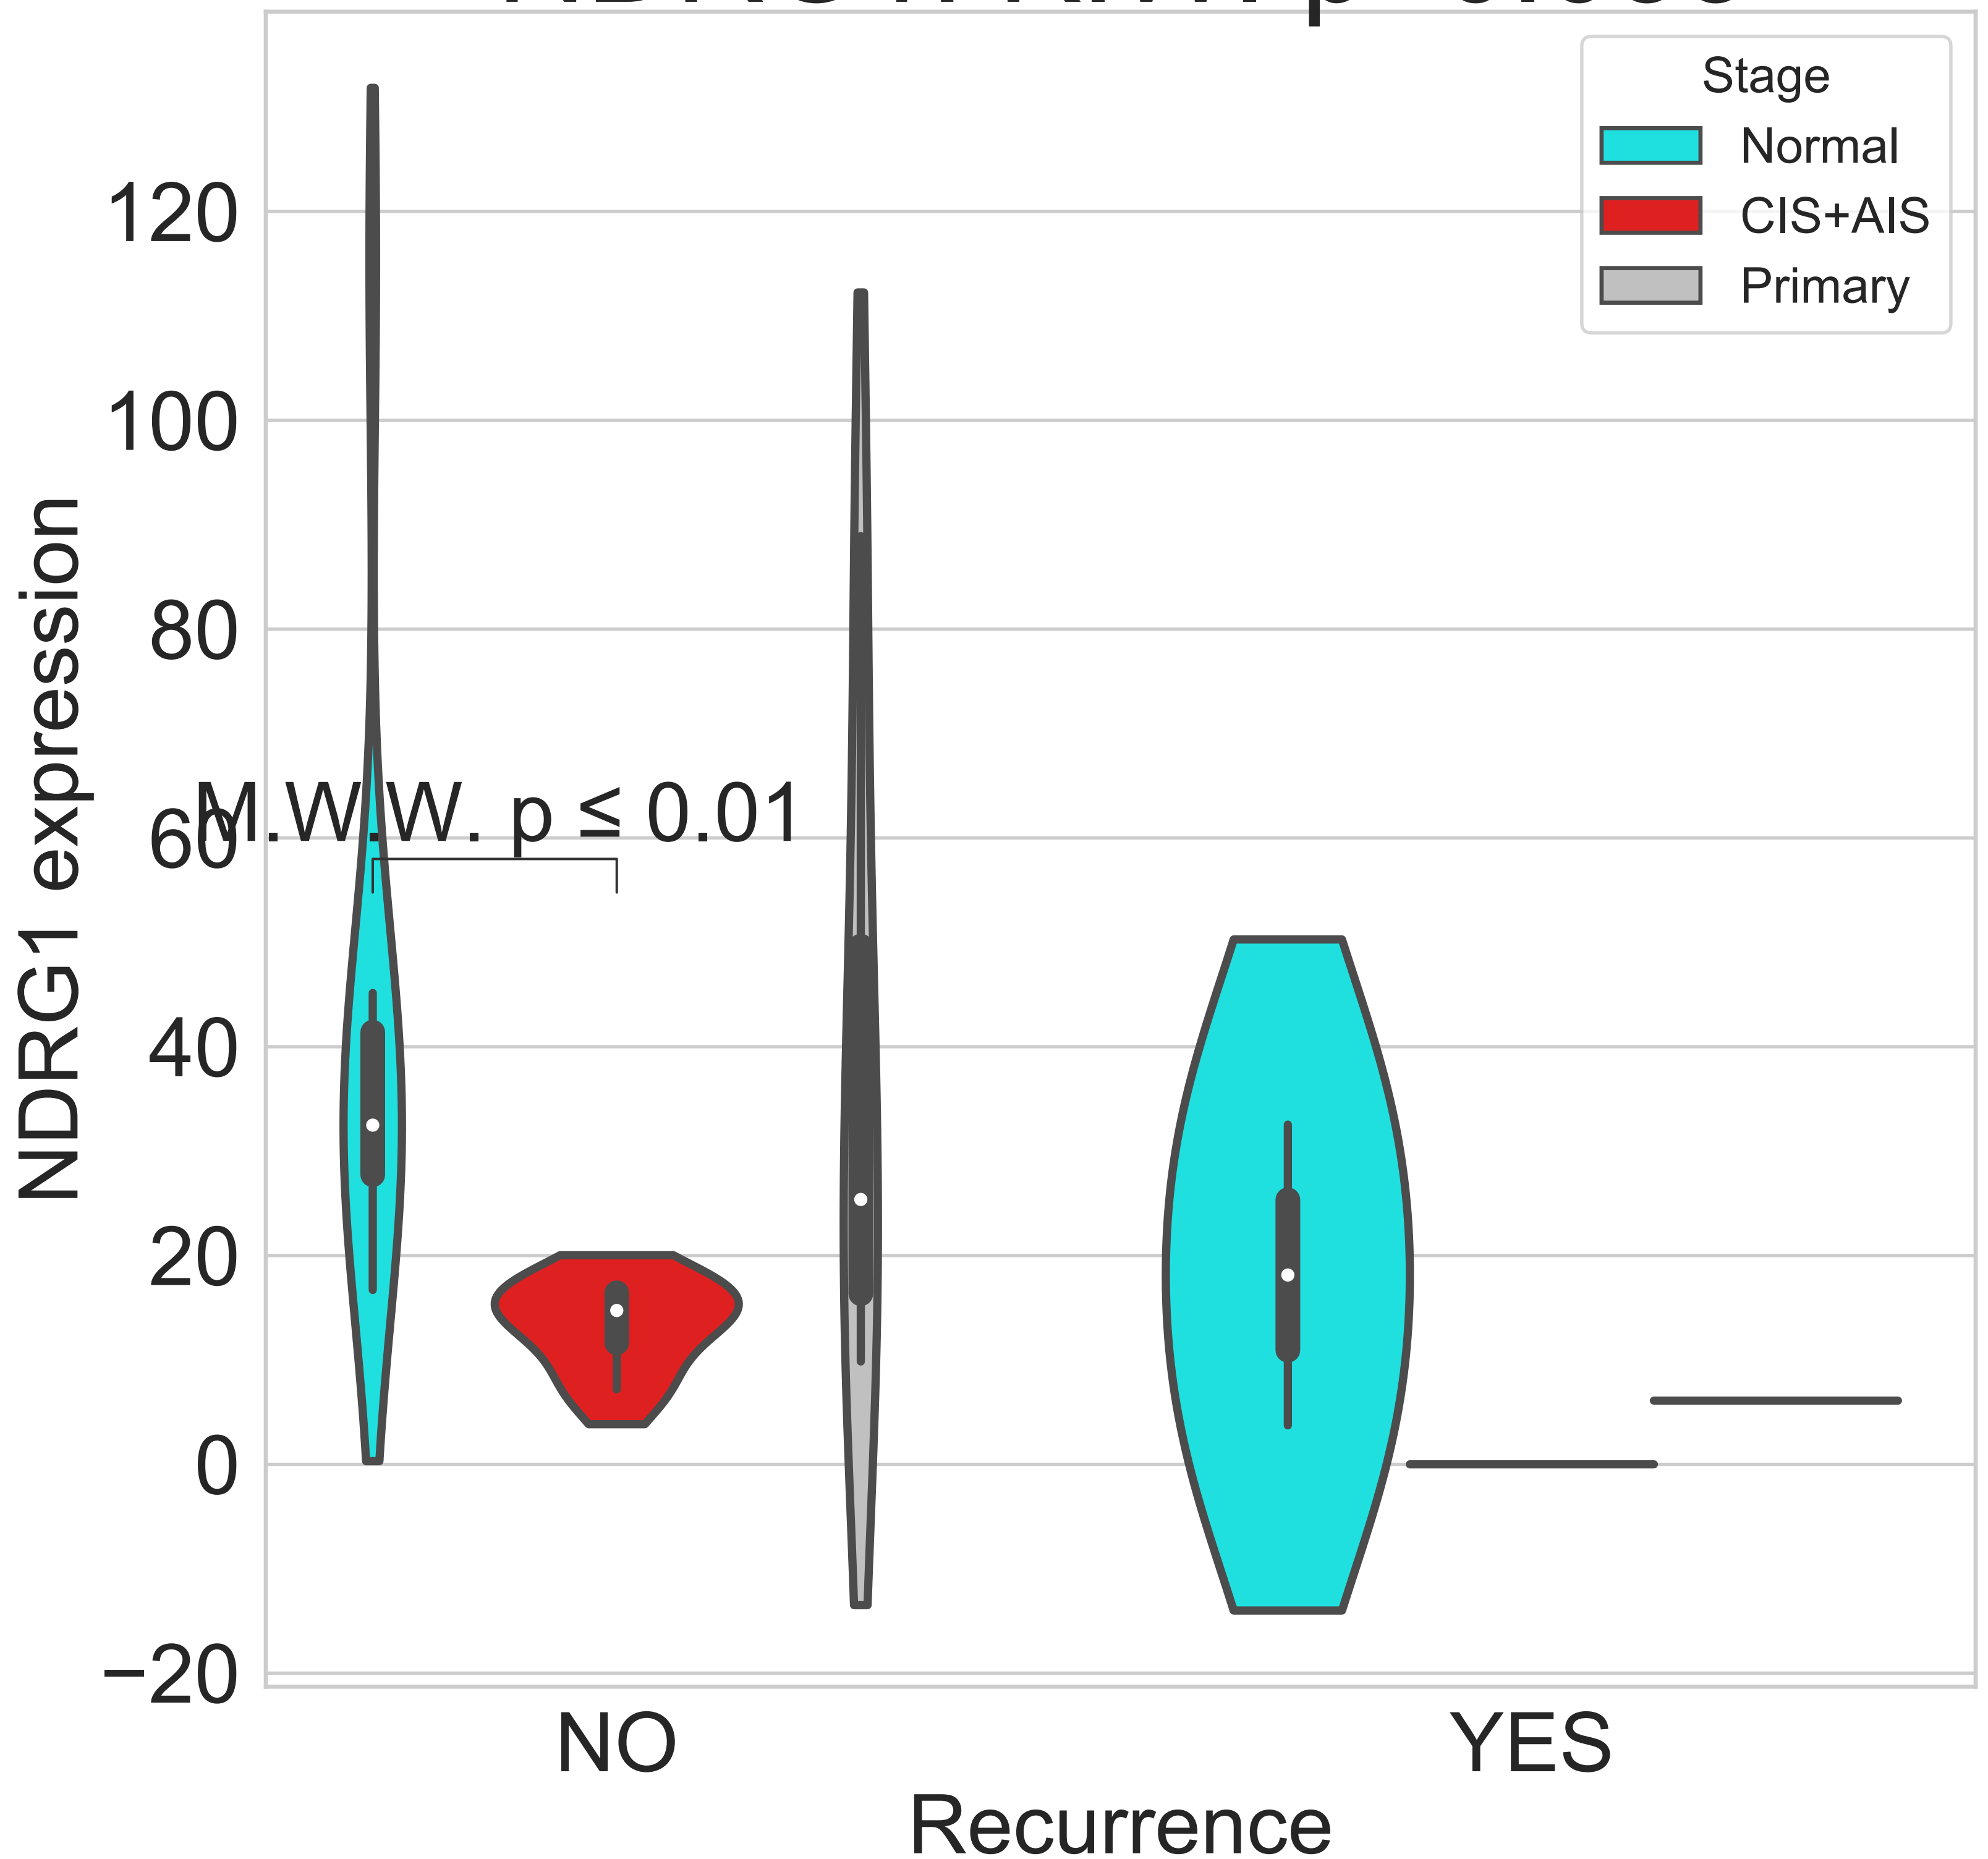 Stage
Normal
CIS+AIS
Primary
120
100
80
60
40
20
0
−20
M.W.W. p ≤ 0.01
NDRG1 expression
NO
YES
Recurrence